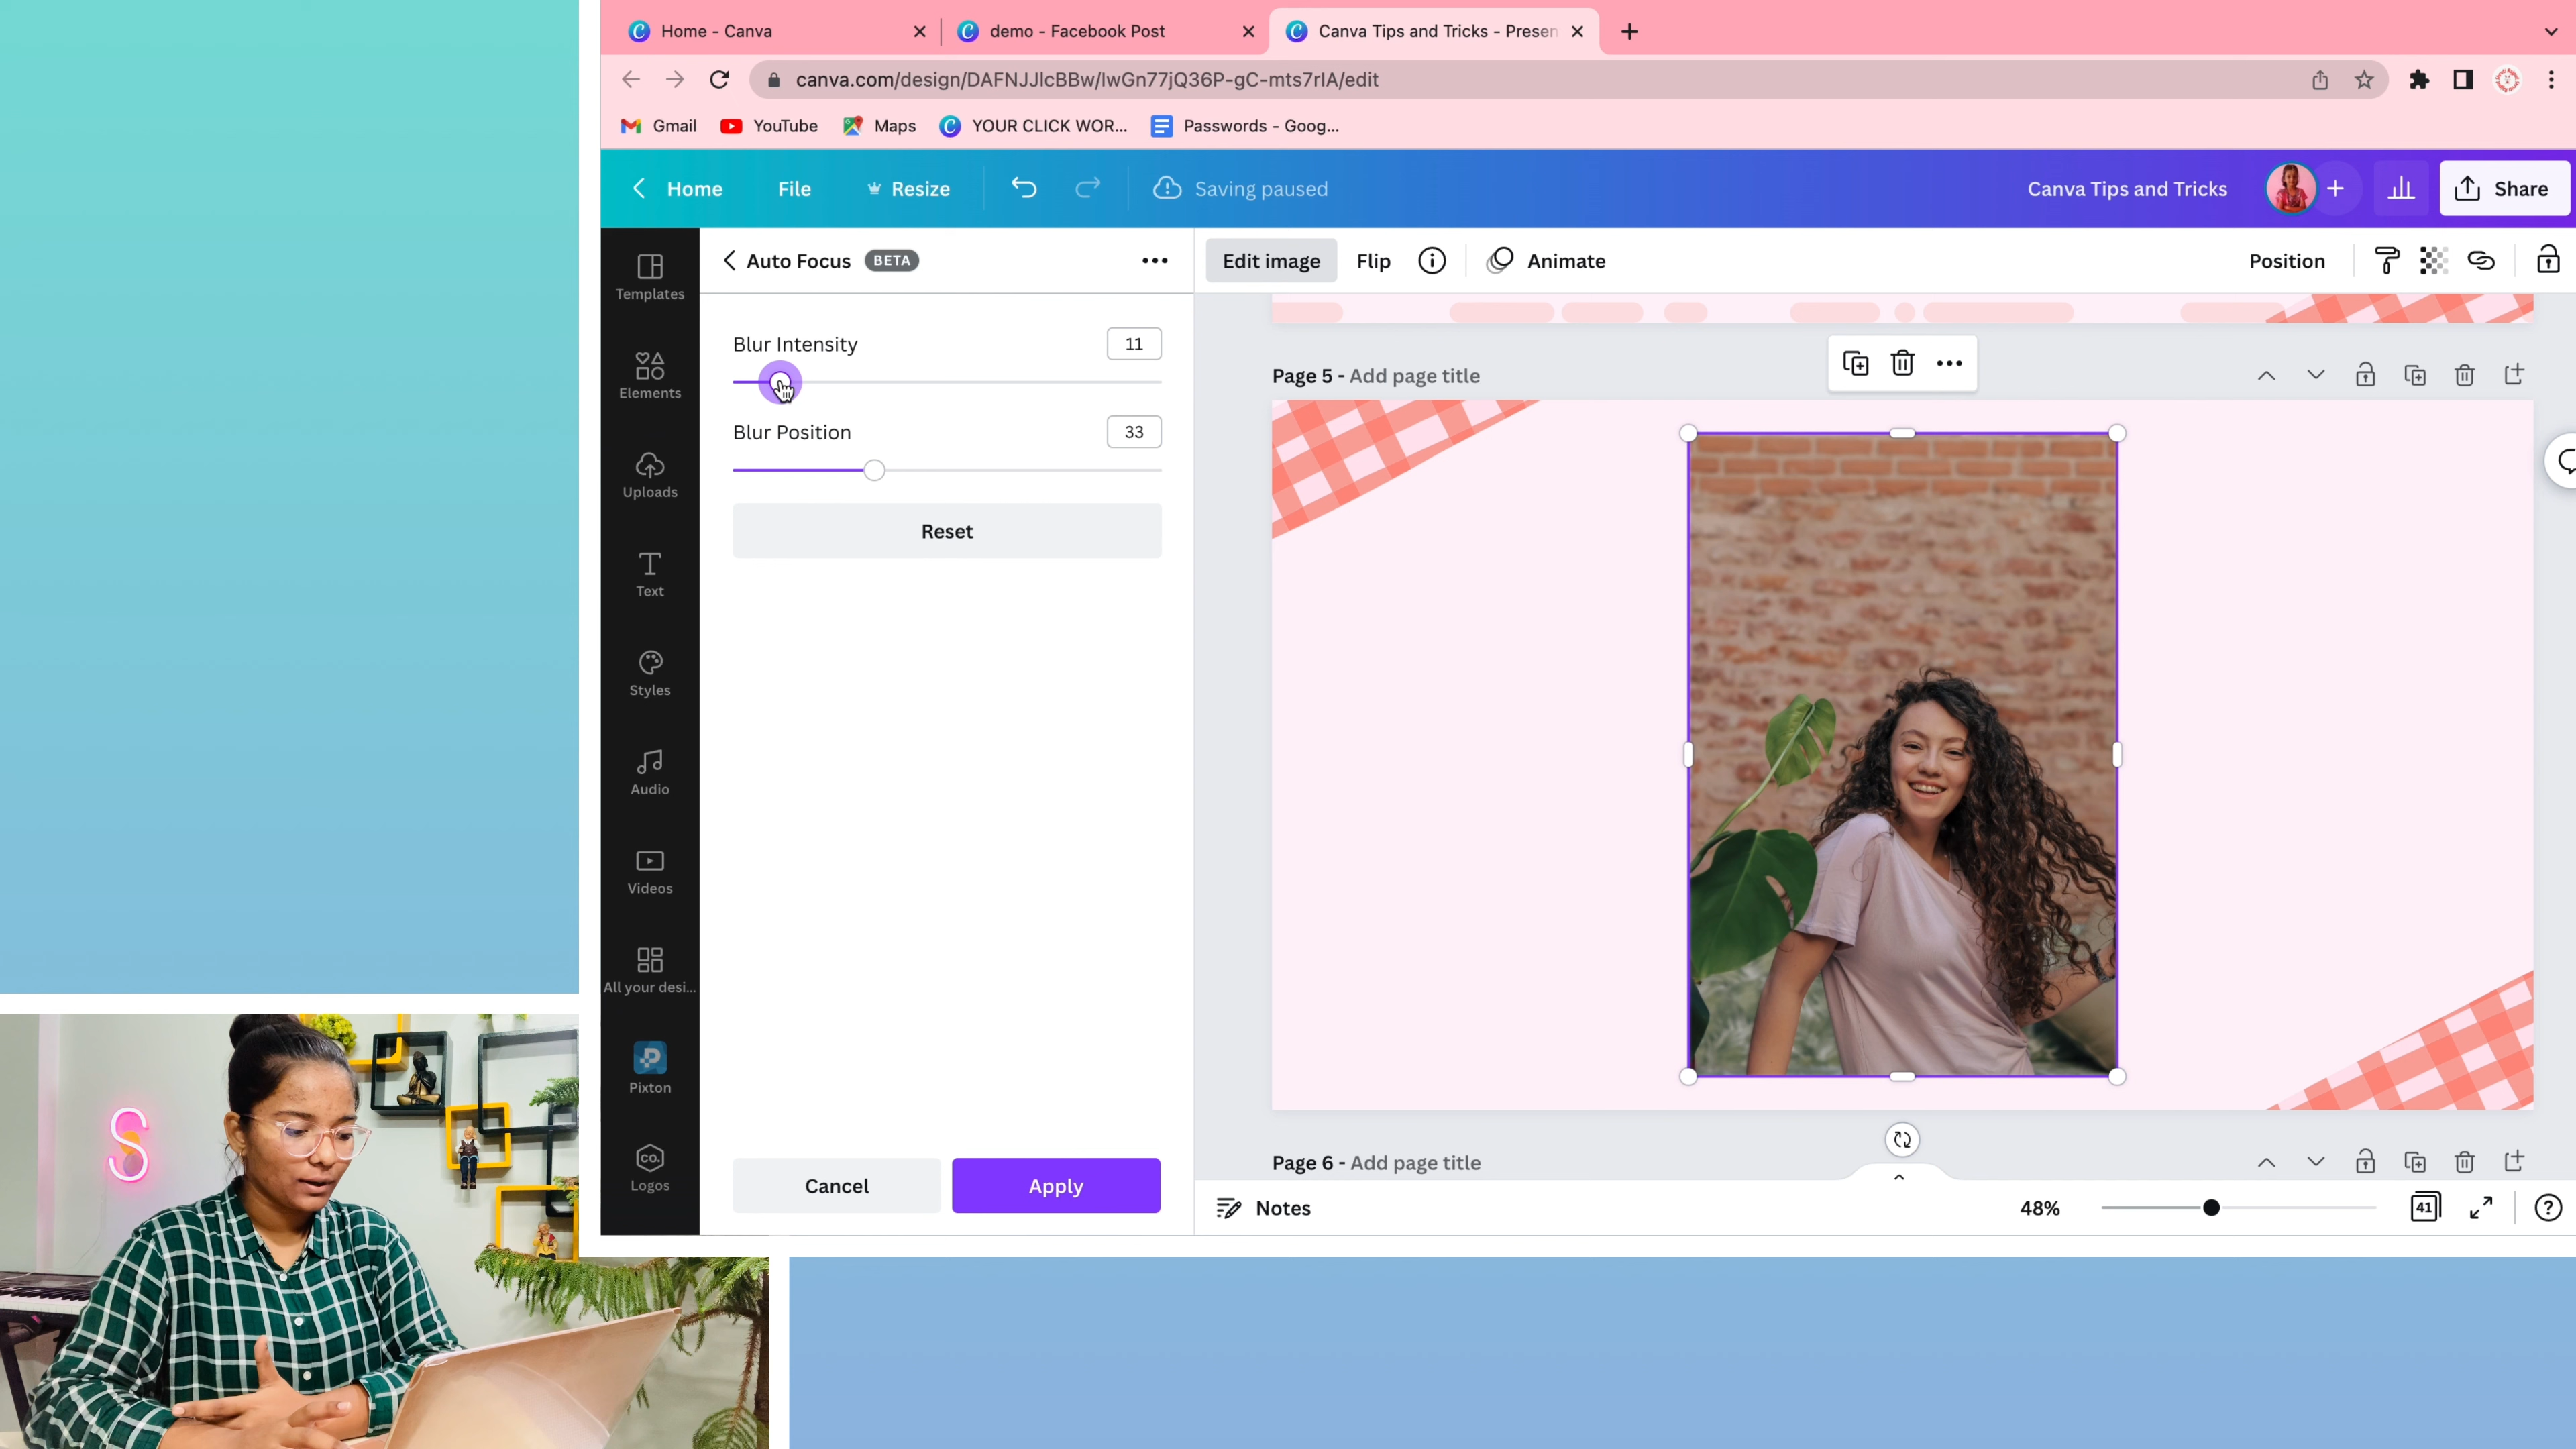 Home - Canva
demo - Facebook Post
Canva Tips and Tricks - Presen
canva.com/design/DAFNJJlcBBw/lwGn77jQ36P-gC-mts7rlA/edit
Gmail
YouTube
Maps
YOUR CLICK WOR...
Passwords - Goog...
Home
File
Resize
Saving paused
Canva Tips and Tricks
Share
Templates
Elements
Uploads
Text
Styles
Audio
Videos
All your desi...
Pixton
CO.
Logos
Auto Focus BETA
Blur Intensity 11
Blur Position 33
Reset
Cancel
Apply
Edit image
Flip
Animate
Position
Page 5 - Add page title
Page 6 - Add page title
Notes
48%
41
S